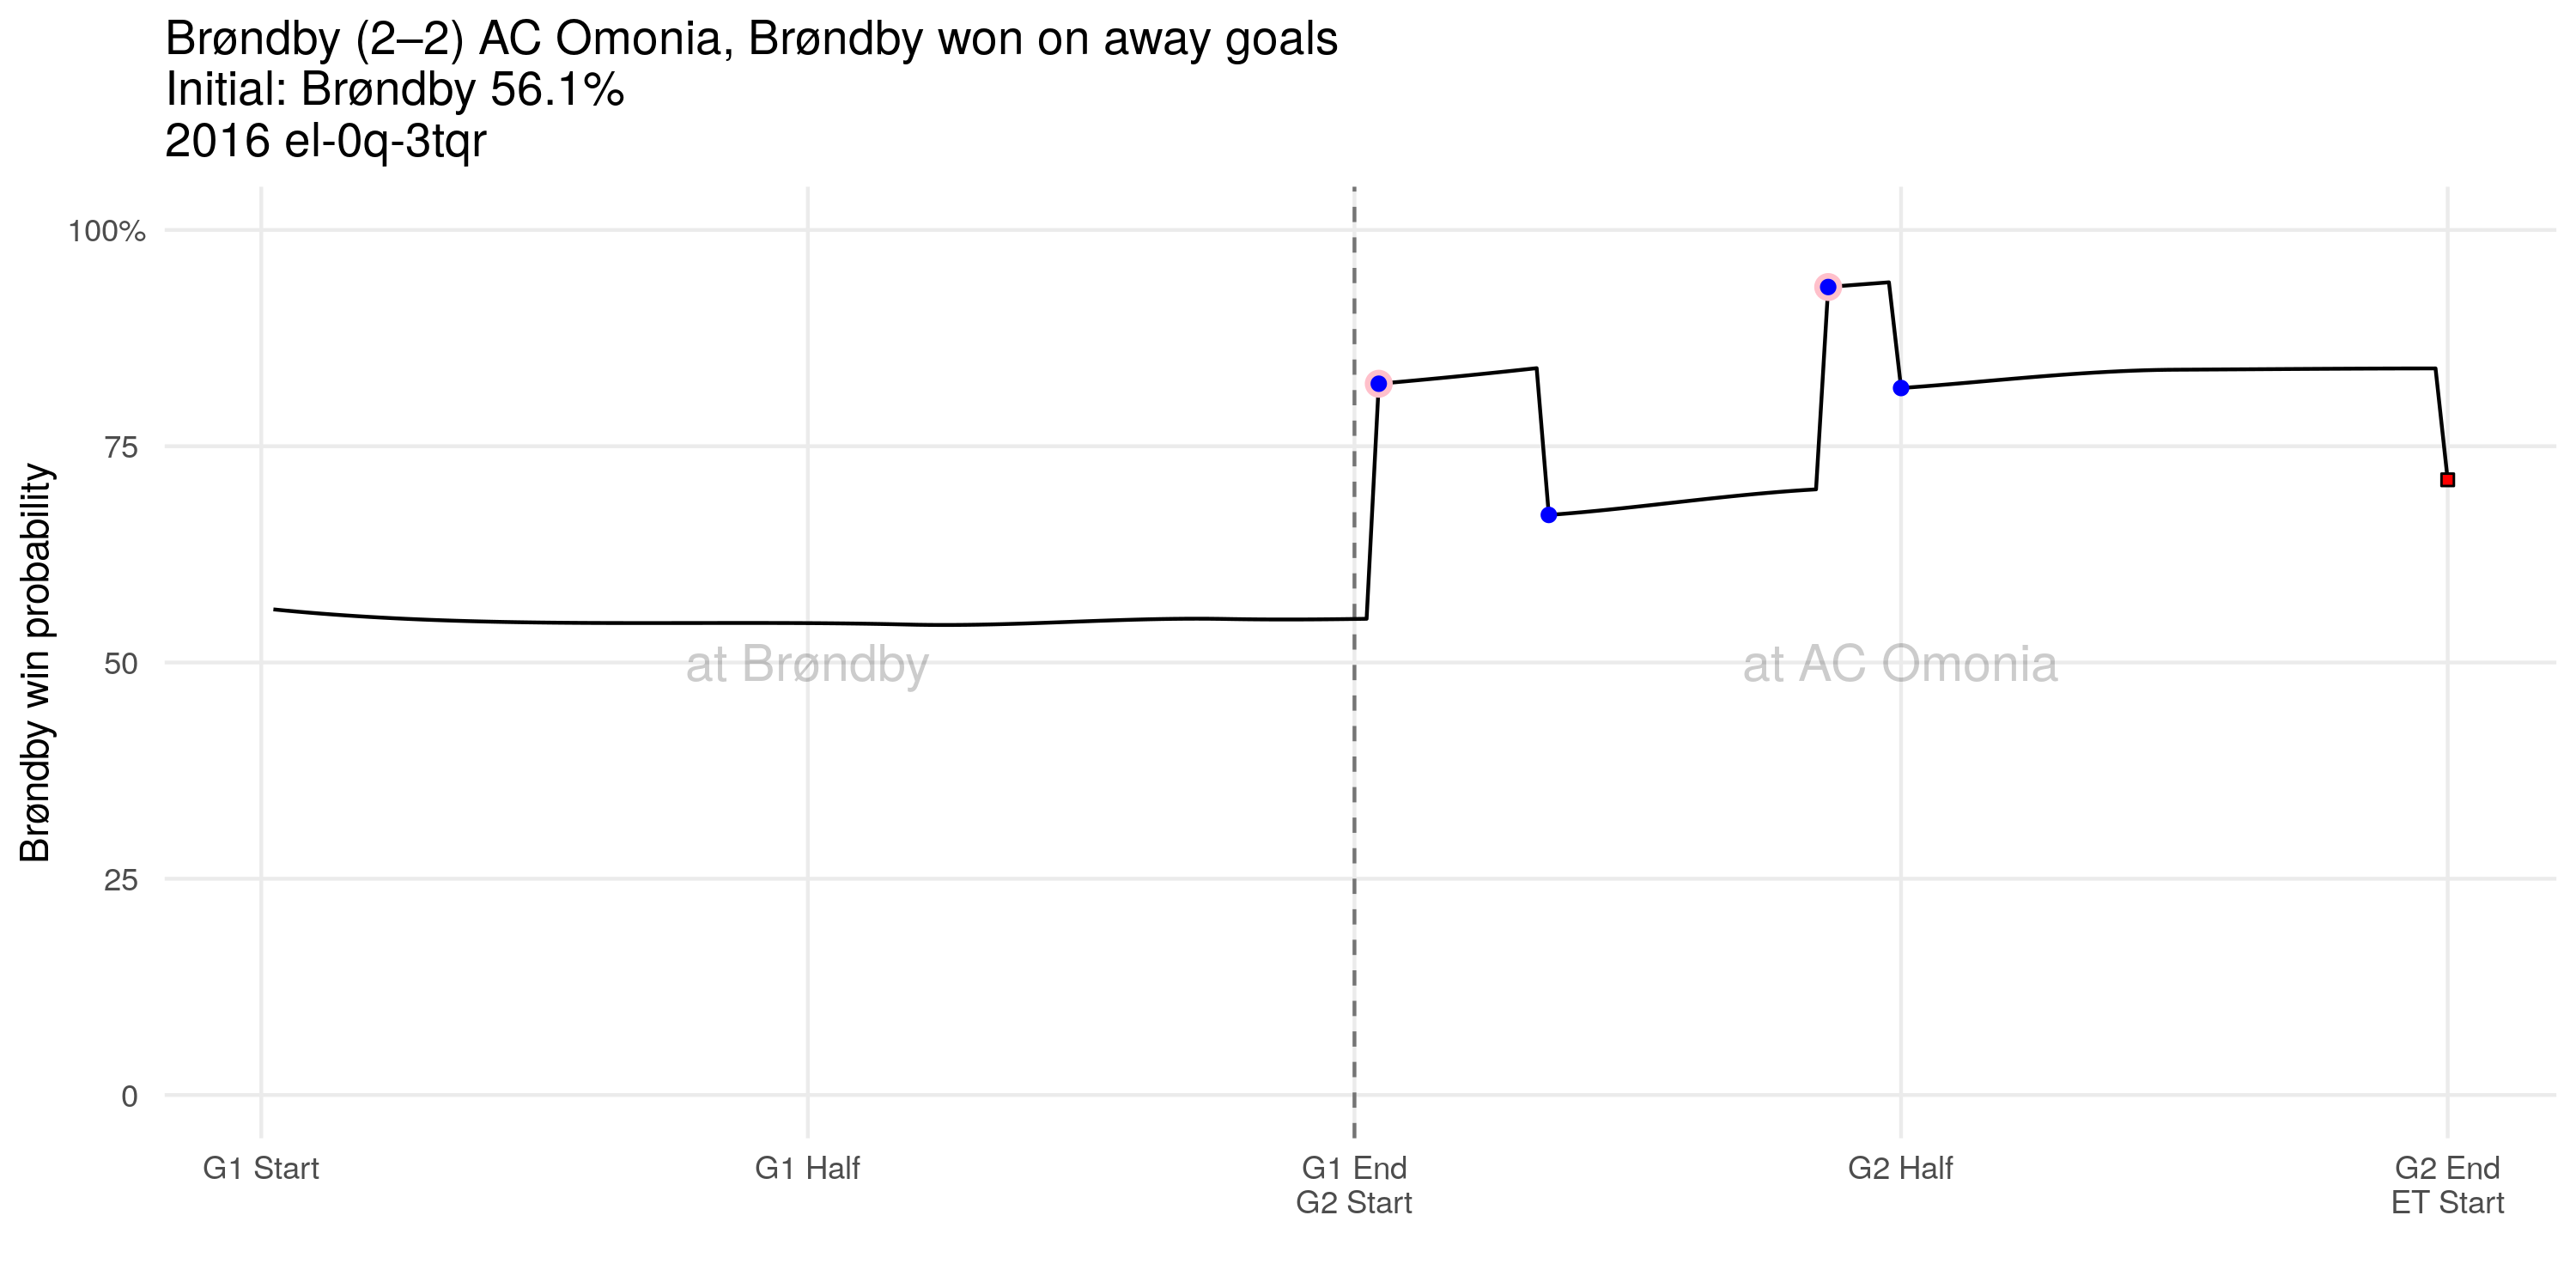 Brøndby (2–2) AC Omonia, Brøndby won on away goals
Initial: Brøndby 56.1%
2016 el-0q-3tqr
Brøndby win probability
100%
75
50
25
0
at Brøndby
at AC Omonia
G1 Start
G1 Half
G1 End
G2 Start
G2 Half
G2 End
ET Start